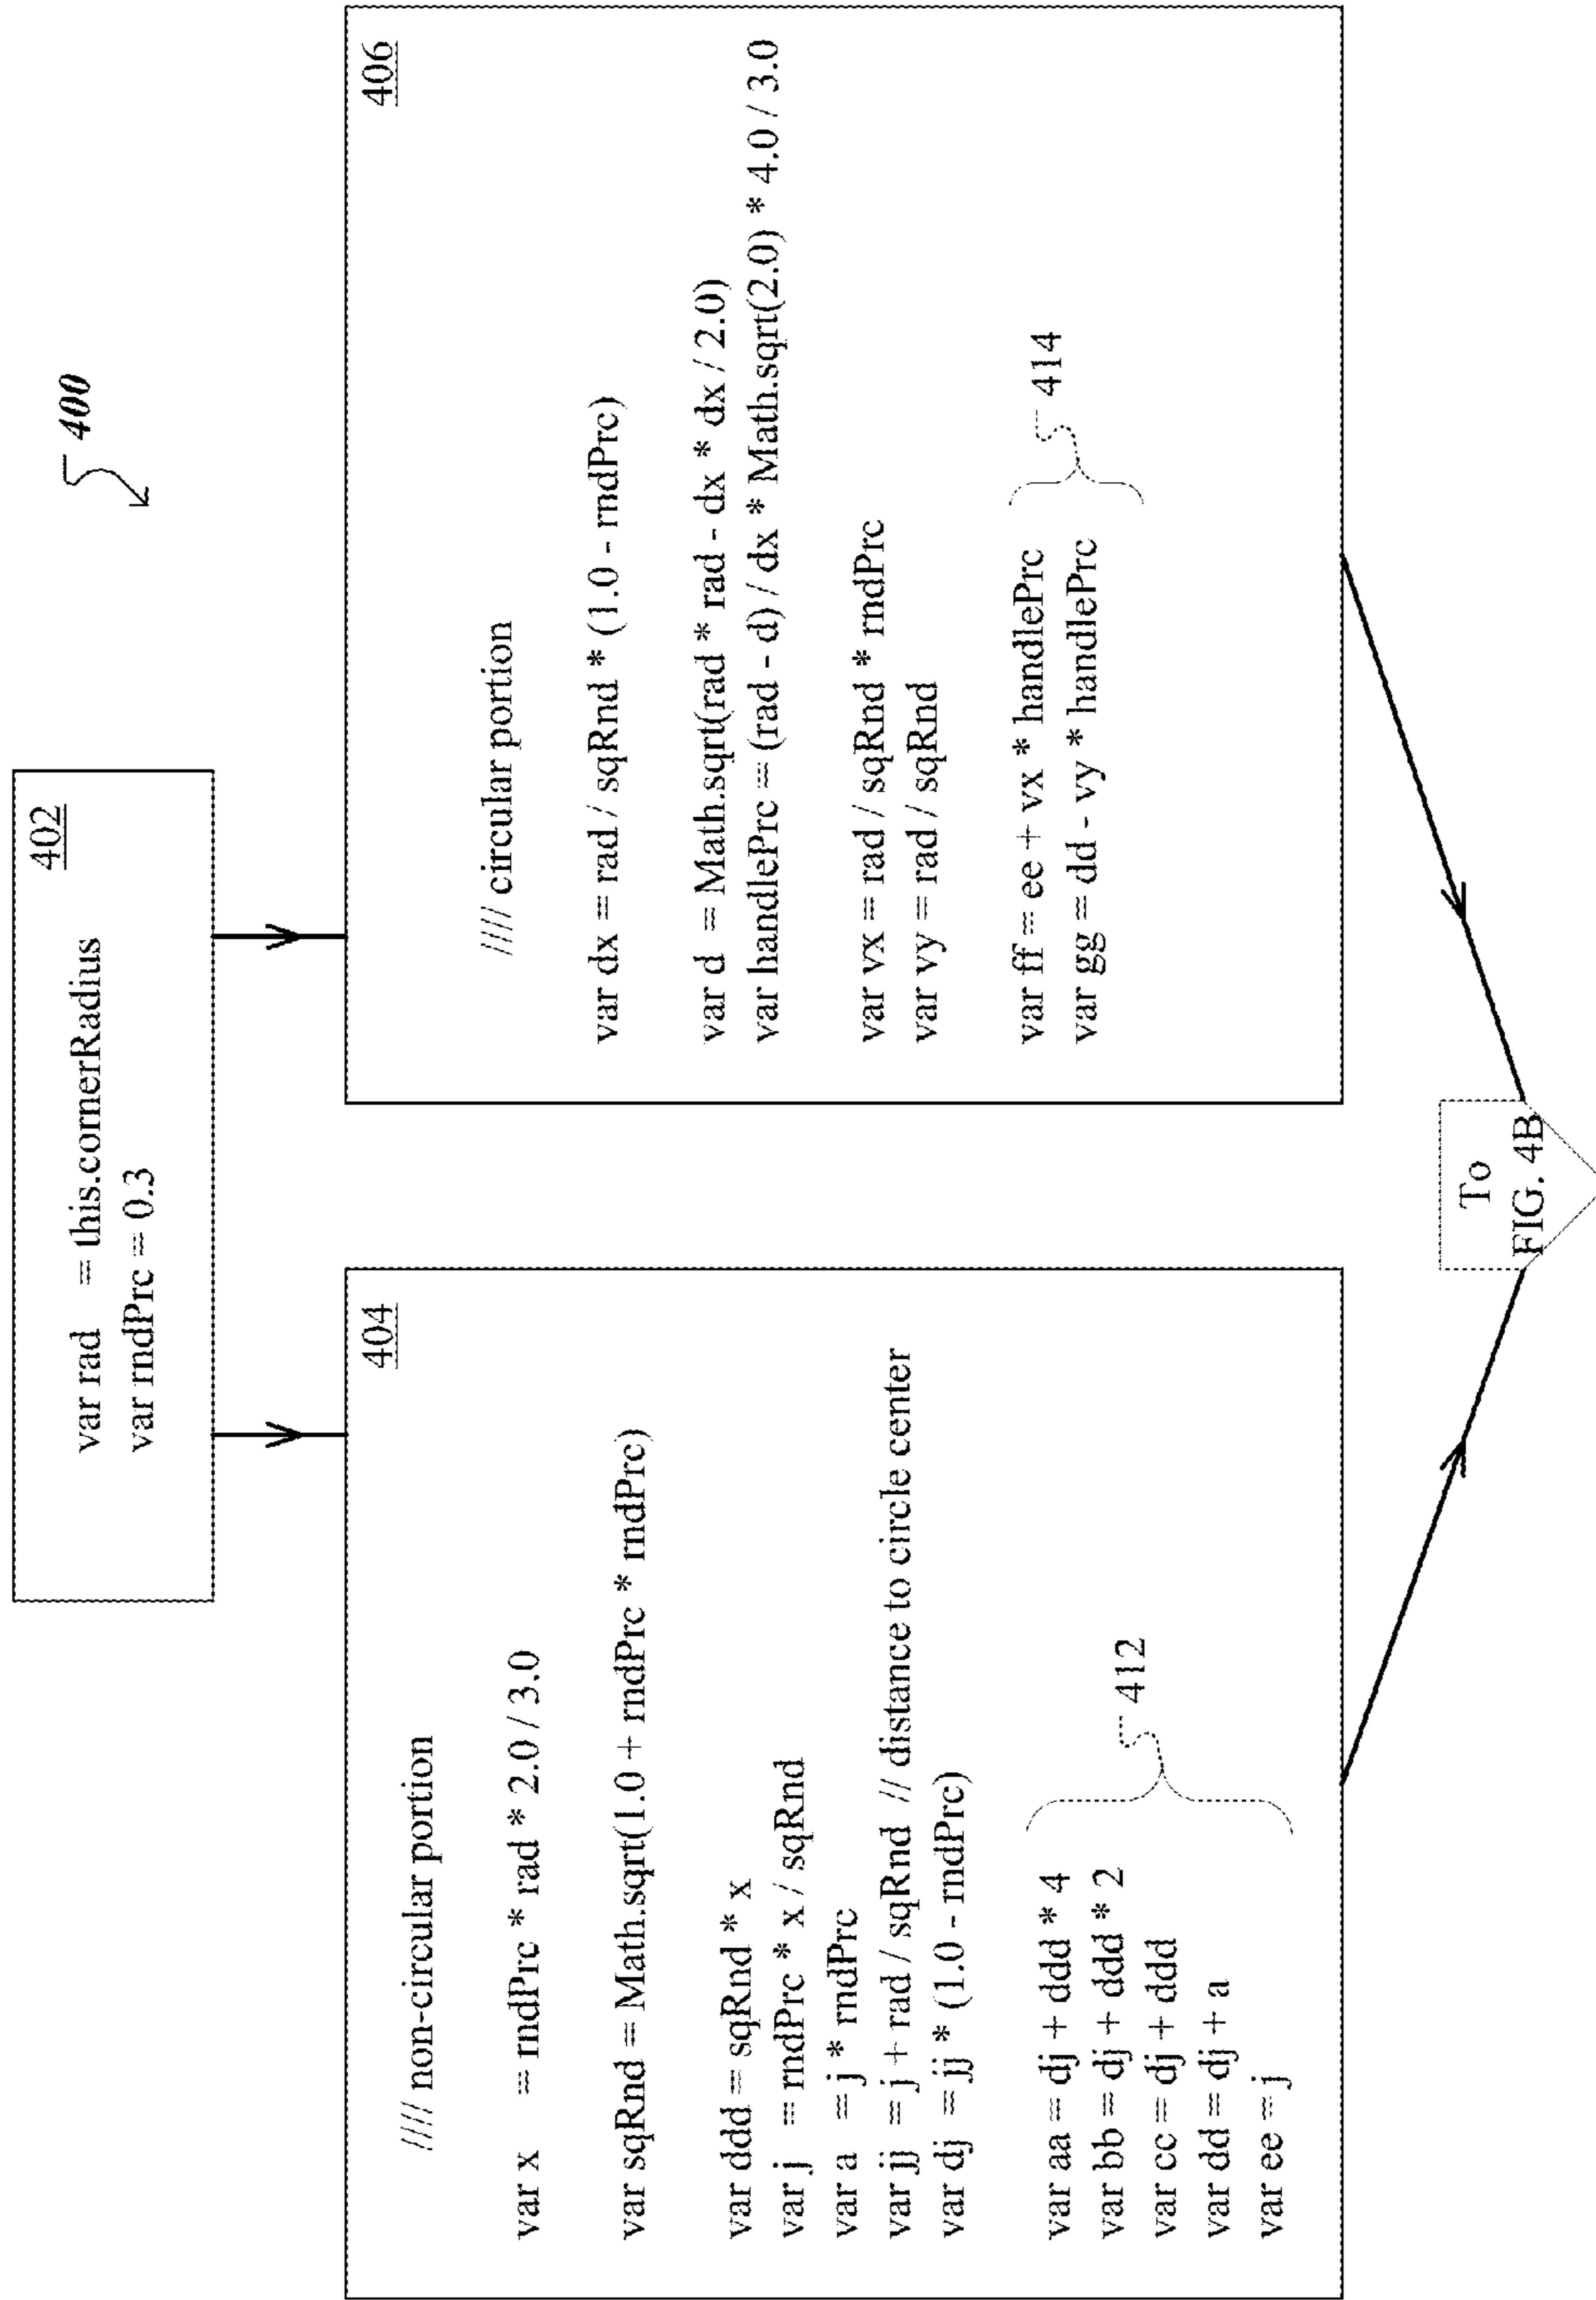 400
402
var rad = this.cornerRadius
var rndPrc = 0.3
404
//// non-circular portion
var x = rndPrc * rad * 2.0 / 3.0
var sqRnd = Math.sqrt(1.0 + rndPrc * rndPrc)
var ddd = sqRnd * x
var j = rndPrc * x / sqRnd
var a = j * rndPrc
var jj = j + rad / sqRnd // distance to circle center
var dj = jj * (1.0 - rndPrc)
var aa = dj + ddd * 4
var bb = dj + ddd * 2
var cc = dj + ddd
var dd = dj + a
var ee = j
412
406
//// circular portion
var dx = rad / sqRnd * (1.0 - rndPrc)
var d = Math.sqrt(rad * rad - dx * dx / 2.0)
var handlePrc = (rad - d) / dx * Math.sqrt(2.0) * 4.0 / 3.0
var vx = rad / sqRnd * rndPrc
var vy = rad / sqRnd
var ff = ee + vx * handlePrc
var gg = dd - vy * handlePrc
414
To
FIG. 4B